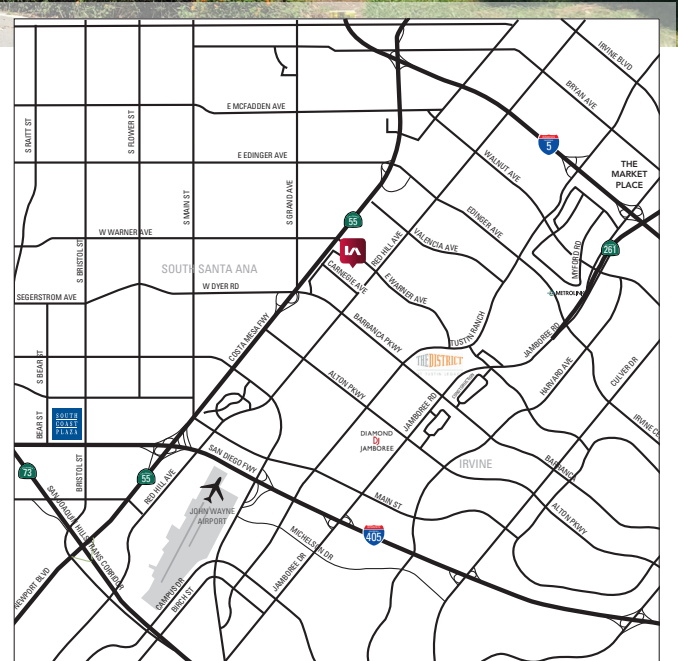 IRVINE BLVD
BRYAN AVE
E MCFADDEN AVE
S RAITT ST
S FLOWER ST
5
E EDINGER AVE
WALNUT AVE
THE
MARKET
PLACE
S MAIN ST
S GRAND AVE
EDINGER AVE
55
W WARNER AVE
RED HILL AVE
VALENCIA AVE
261
MYFORD RD
S BRISTOL ST
SOUTH SANTA ANA
CARNEGIE AVE
E WARNER AVE
W DYER RD
SEGERSTROM AVE
METROLINK
BARRANCA PKWY
TUSTIN RANCH
JAMBOREE RD
COSTA MESA FWY
THE DISTRICT
S BEAR ST
ALTON PKWY
HARVARD AVE
CULVER DR
JAMBOREE RD
BEAR ST
SOUTH
COAST
PLAZA
IRVINE CE
DIAMOND
DJ
JAMBOREE
SAN DIEGO FWY
IRVINE
BARRANCA
73
55
BRISTOL ST
RED HILL AVE
MAIN ST
ALTON PKWY
JOHN WAYNE
AIRPORT
SAN JOAQUIN HILLS TRANS CORRIDOR
405
MICHELSON DR
JAMBOREE DR
NEWPORT BLVD
CAMPUS DR
BIRCH ST